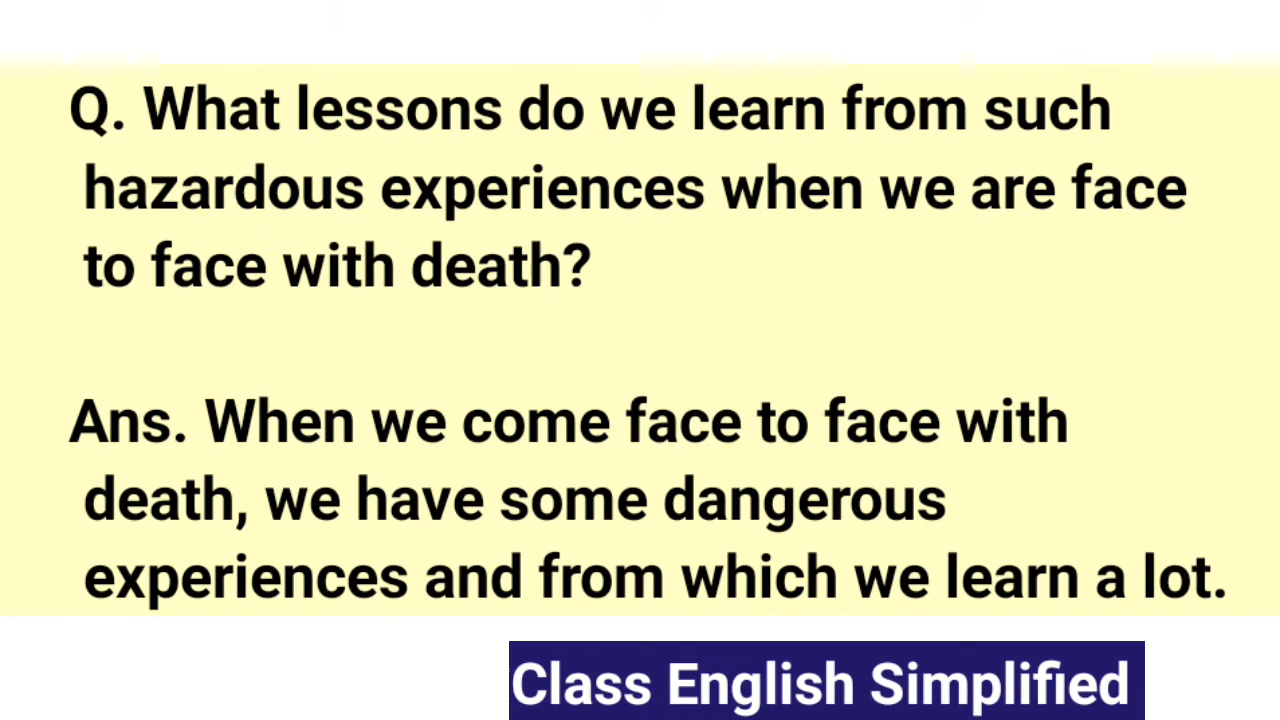 Q. What lessons do we learn from such
hazardous experiences when we are face
to face with death?
Ans. When we come face to face with
death, we have some dangerous
experiences and from which we learn a lot.
Class English Simplified